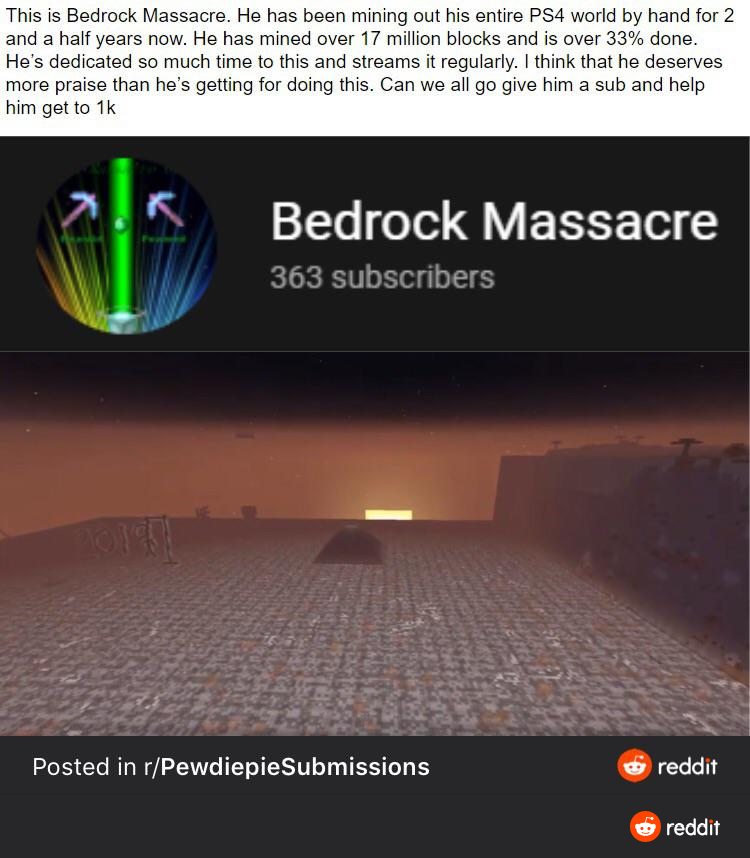 This is Bedrock Massacre. He has been mining out his entire PS4 world by hand for 2
and a half years now. He has mined over 17 million blocks and is over 33% done.
He’s dedicated so much time to this and streams it regularly. I think that he deserves
more praise than he’s getting for doing this. Can we all go give him a sub and help
him get to 1k
Bedrock Massacre
363 subscribers
Posted in r/PewdiepieSubmissions
reddit
reddit